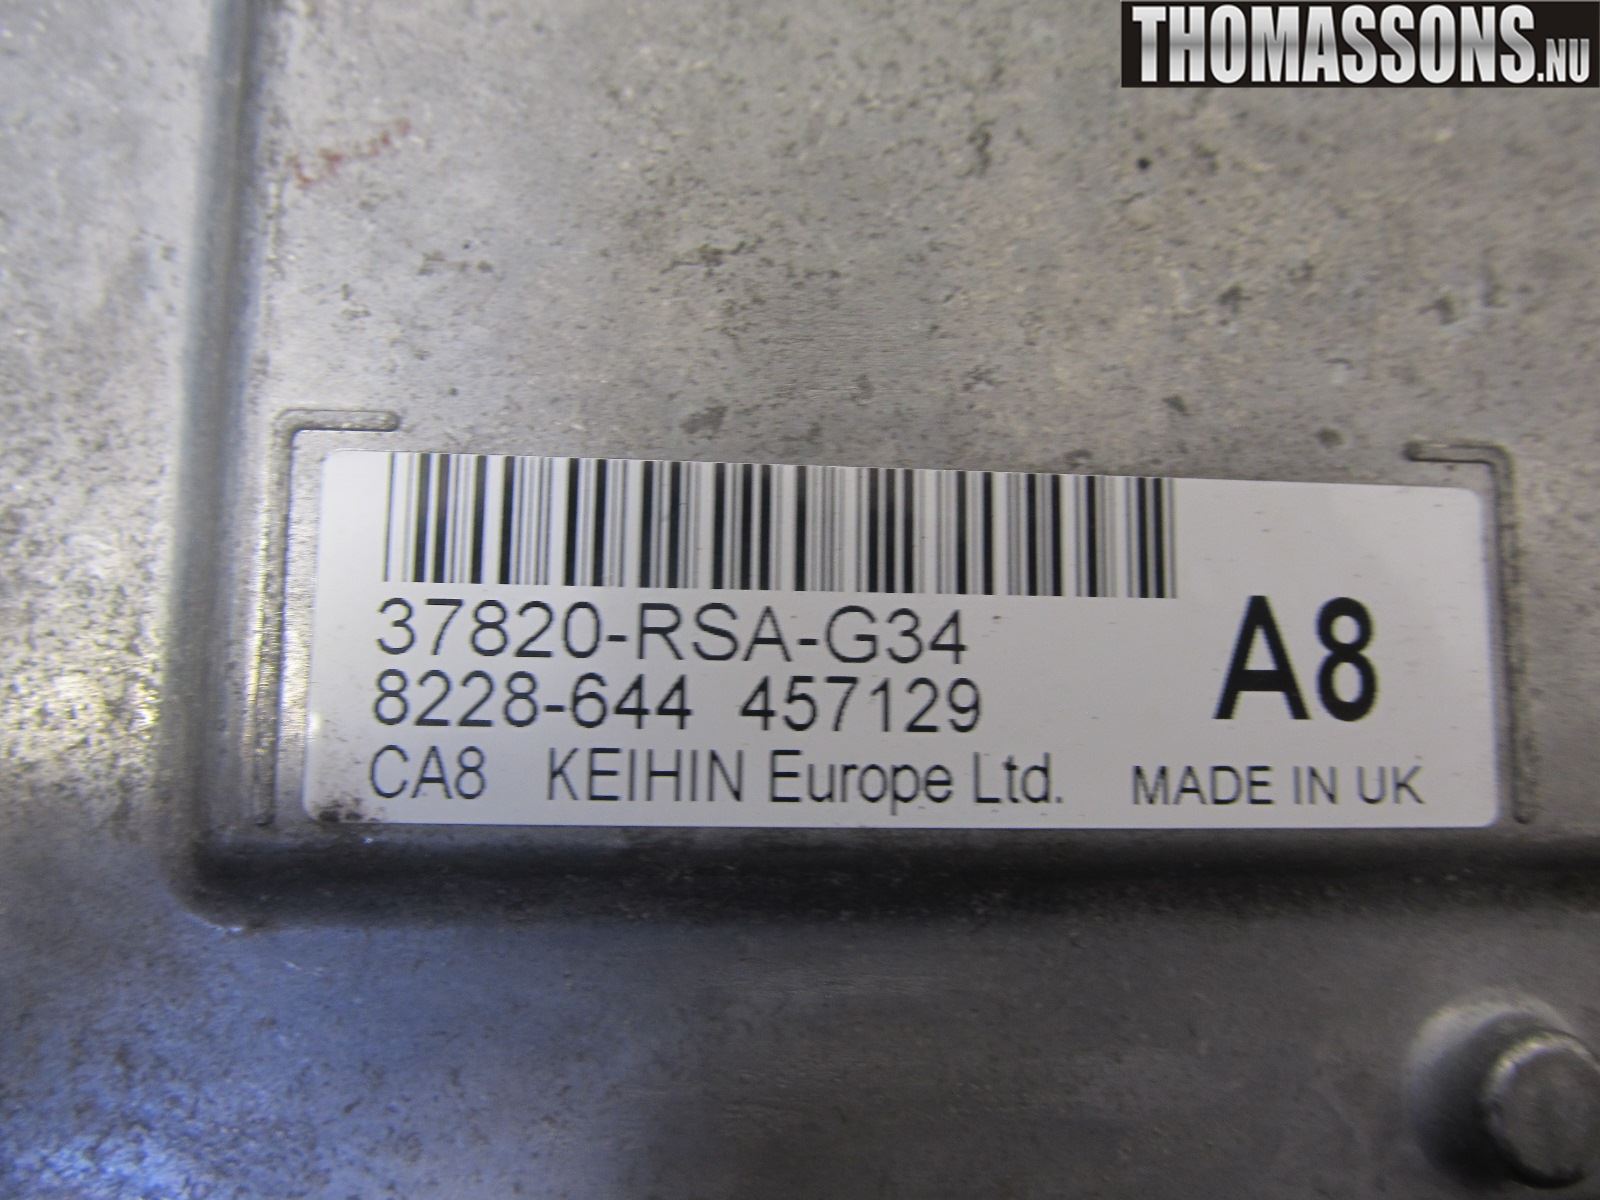 THOMASSONS.NU
37820-RSA-G34
8228-644 457129
A8
CA8 KEIHIN Europe Ltd. MADE IN UK